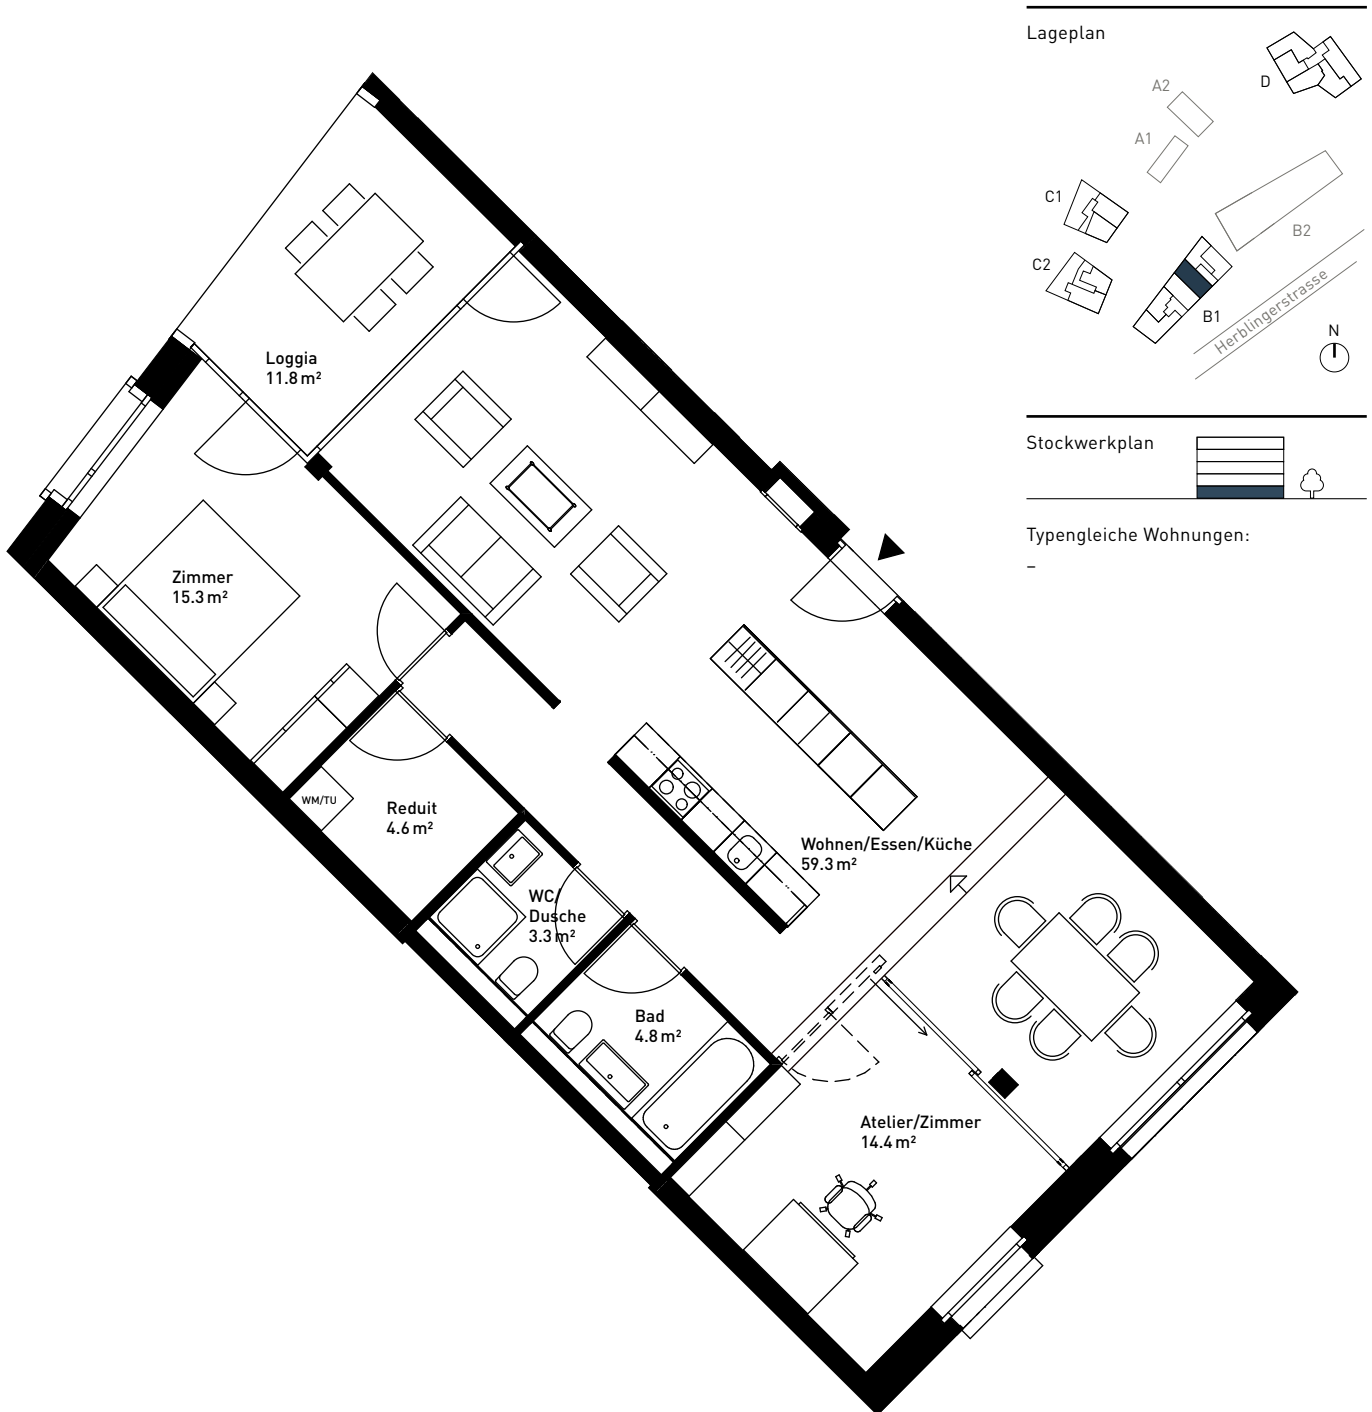 Lageplan
D
A2
A1
C1
B2
C2
B1
Herblingerstrasse
N
Stockwerkplan
Typengleiche Wohnungen:
–
Loggia
11.8 m²
Zimmer
15.3 m²
WM/TU
Reduit
4.6 m²
Wohnen/Essen/Küche
59.3 m²
WC/
Dusche
3.3 m²
Bad
4.8 m²
Atelier/Zimmer
14.4 m²